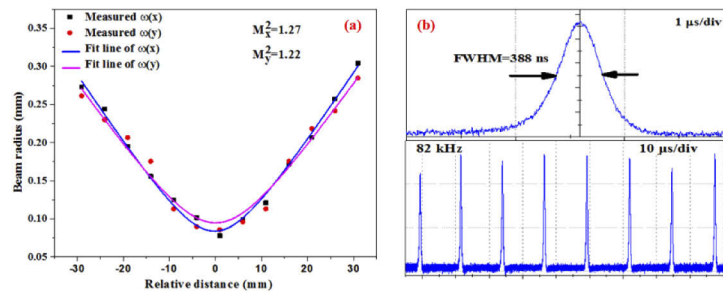 Measured ω(x)
Measured ω(y)
Fit line of ω(x)
Fit line of ω(y)
M²x=1.27
M²y=1.22
(a)
0.35
0.30
0.25
0.20
0.15
0.10
0.05
Beam radius (mm)
-30 -20 -10 0 10 20 30
Relative distance (mm)
(b)
1 μs/div
FWHM=388 ns
82 kHz
10 μs/div